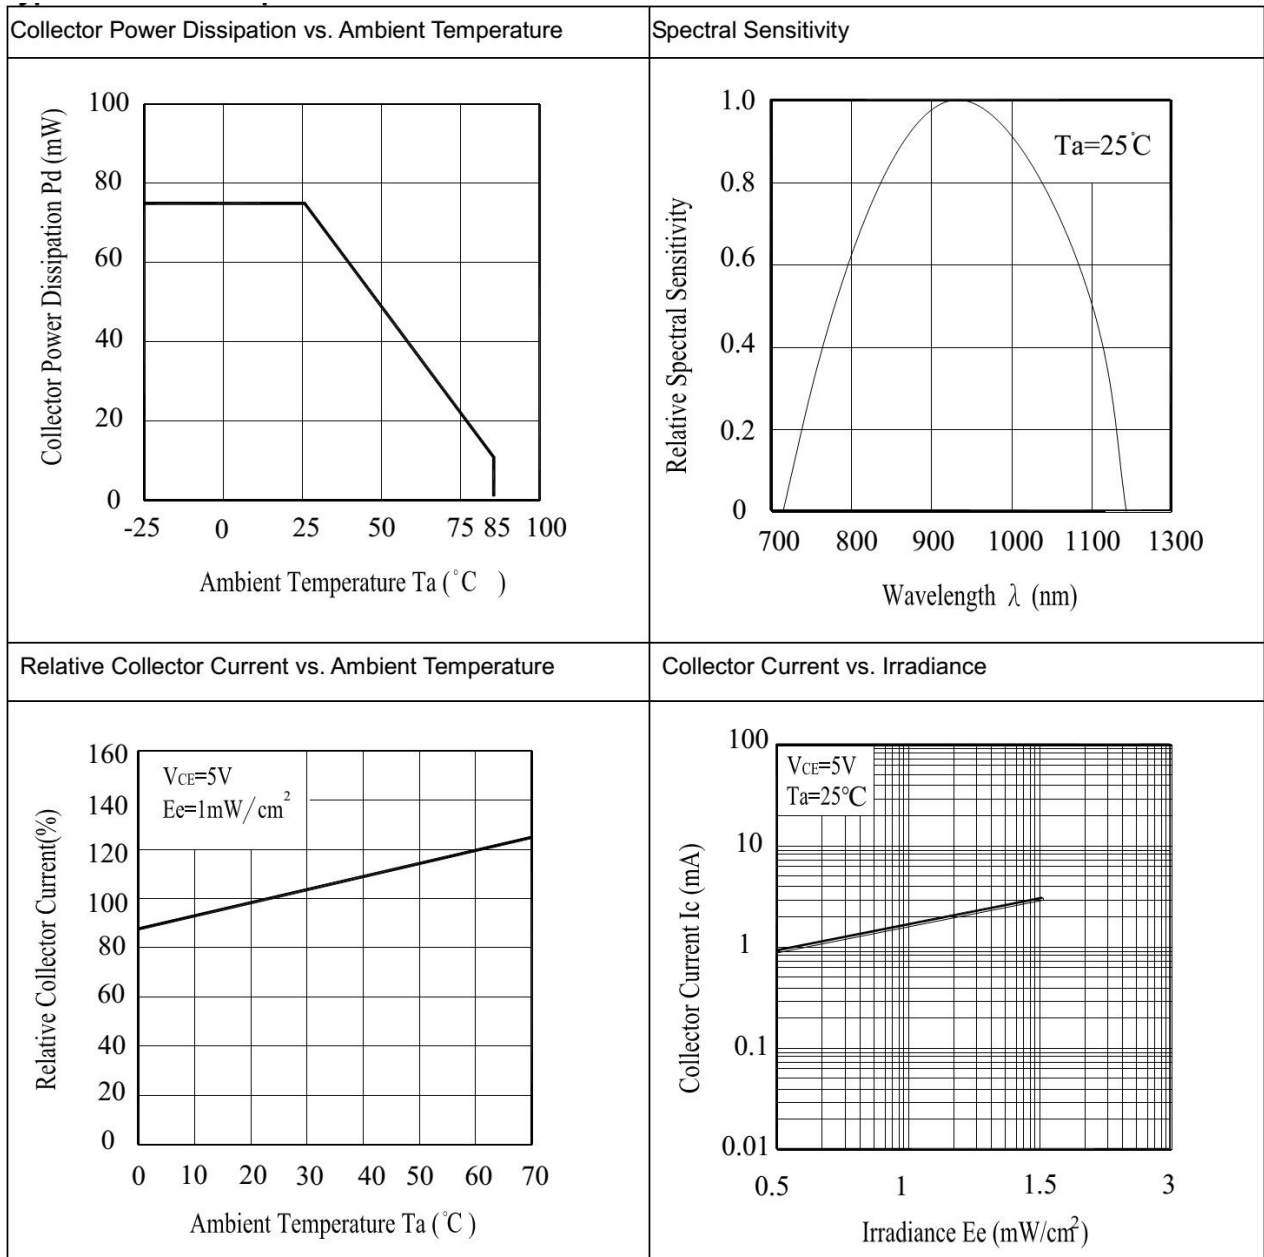 Collector Power Dissipation vs. Ambient Temperature
Spectral Sensitivity
Collector Power Dissipation Pd (mW)
100
80
60
40
20
0
-25 0 25 50 75 85 100
Ambient Temperature Ta (°C )
Relative Spectral Sensitivity
1.0
0.8
0.6
0.4
0.2
0
Ta=25°C
700 800 900 1000 1100 1300
Wavelength λ (nm)
Relative Collector Current vs. Ambient Temperature
Collector Current vs. Irradiance
Relative Collector Current(%)
160
140
120
100
80
60
40
20
0
VCE=5V
Ee=1mW/cm²
0 10 20 30 40 50 60 70
Ambient Temperature Ta (°C )
Collector Current Ic (mA)
100
10
1
0.1
0.01
VCE=5V
Ta=25℃
0.5 1 1.5 3
Irradiance Ee (mW/cm²)